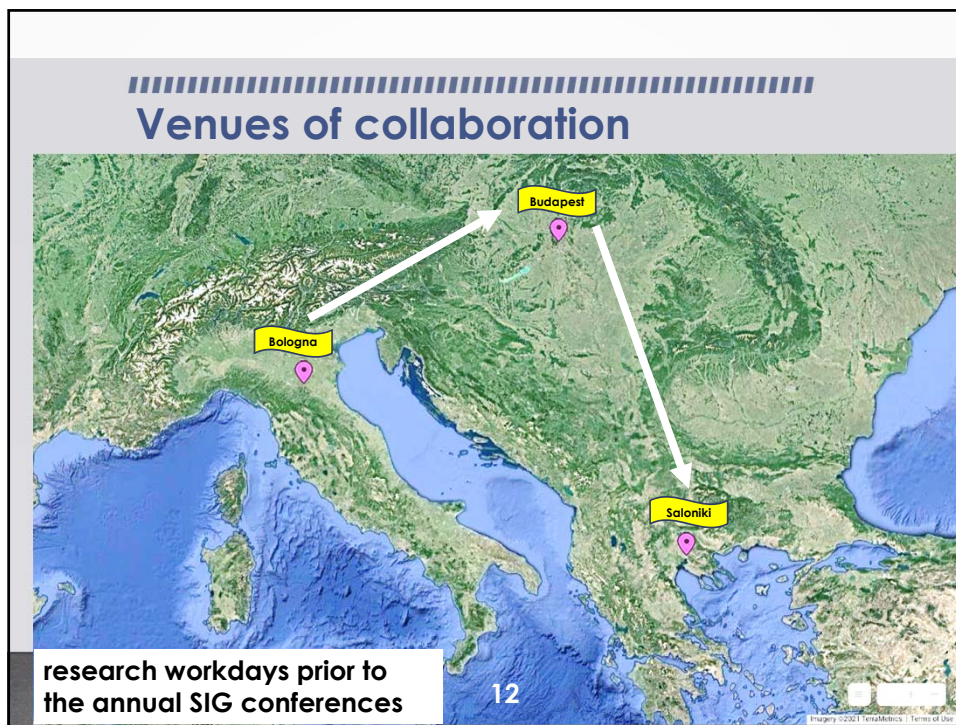 Venues of collaboration
Budapest
Bologna
Saloniki
research workdays prior to
the annual SIG conferences
12
Imagery ©2021 TerraMetrics | Terms of Use